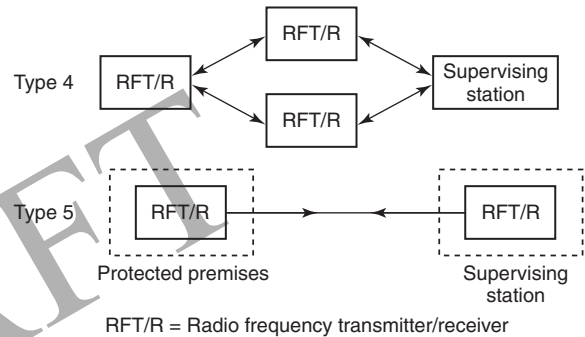 RFT/R
Type 4
RFT/R
Supervising
station
RFT/R
Type 5
RFT/R
RFT/R
Protected premises
Supervising
station
RFT/R = Radio frequency transmitter/receiver